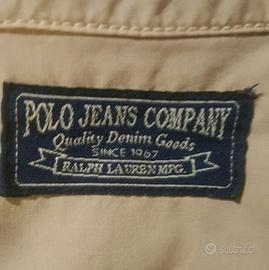 POLO JEANS COMPANY
Quality Denim Goods
SINCE 1967
RALPH LAUREN MFG.
subito